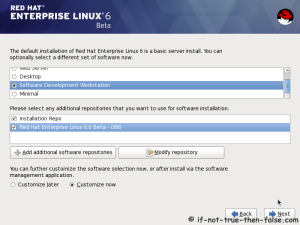 RED HAT
ENTERPRISE LINUX 6
Beta
The default installation of Red Hat Enterprise Linux 6 is a basic server install. You can
optionally select a different set of software now.
Web Server
Desktop
Software Development Workstation
Minimal
Please select any additional repositories that you want to use for software installation.
Installation Repo
Red Hat Enterprise Linux 6.0 Beta - i386
Add additional software repositories
Modify repository
You can further customize the software selection now, or after install via the software
management application.
Customize later
Customize now
Back
Next
© if-not-true-then-false.com